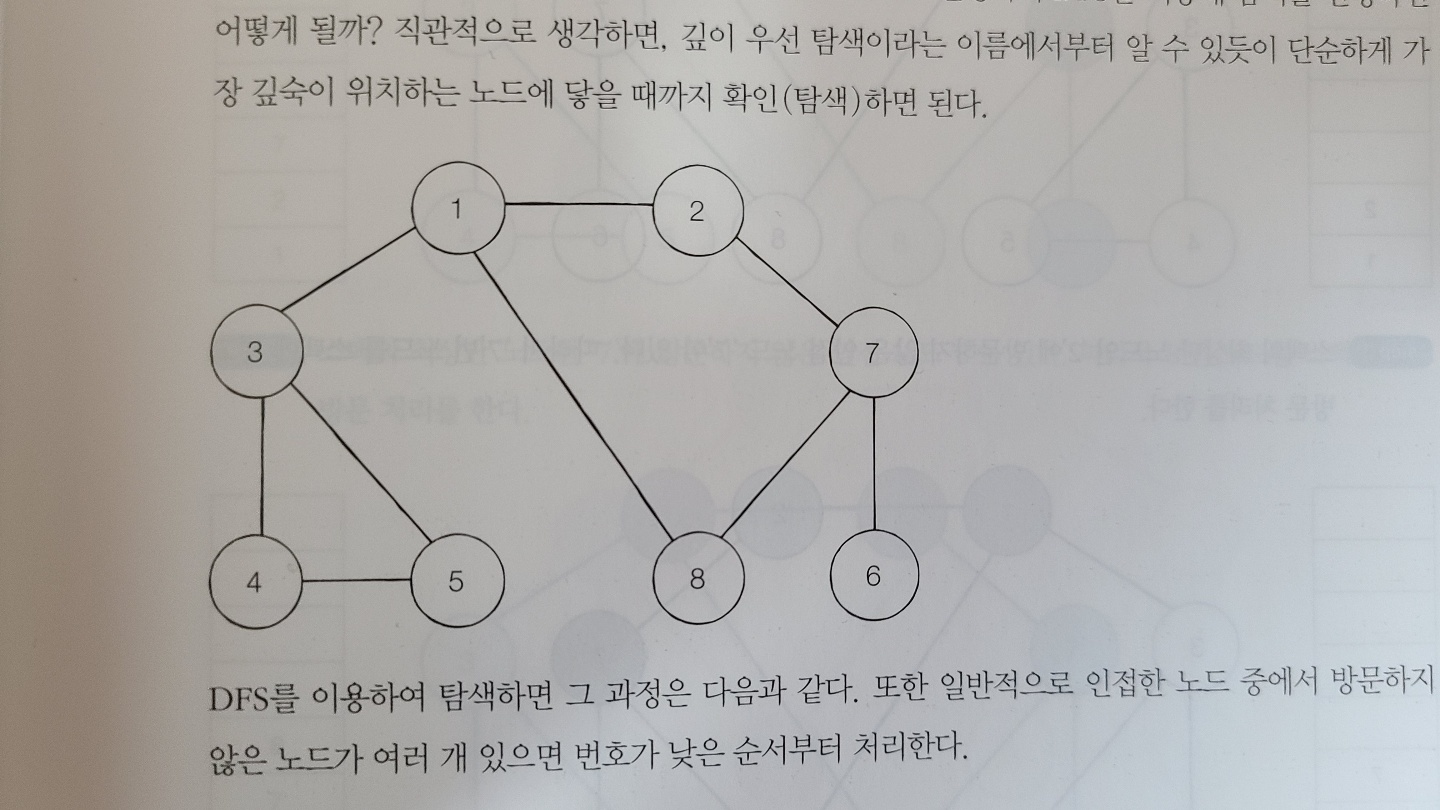 어떻게 될까? 직관적으로 생각하면, 깊이 우선 탐색이라는 이름에서부터 알 수 있듯이 단순하게 가
장 깊숙이 위치하는 노드에 닿을 때까지 확인(탐색)하면 된다.
1 2
3 7
4 5 8 6
DFS를 이용하여 탐색하면 그 과정은 다음과 같다. 또한 일반적으로 인접한 노드 중에서 방문하지
않은 노드가 여러 개 있으면 번호가 낮은 순서부터 처리한다.